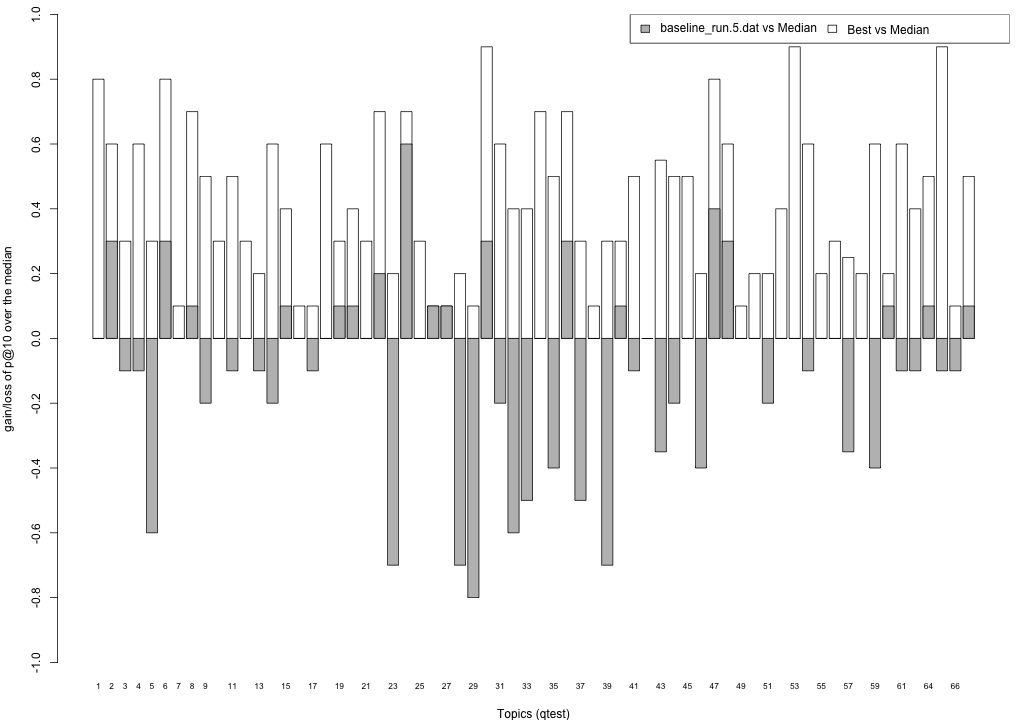 baseline_run.5.dat vs Median Best vs Median
gain/loss of p@10 over the median
1.0
0.8
0.6
0.4
0.2
0.0
-0.2
-0.4
-0.6
-0.8
-1.0
1 2 3 4 5 6 7 8 9 11 13 15 17 19 21 23 25 27 29 31 33 35 37 39 41 43 45 47 49 51 53 55 57 59 61 64 66
Topics (qtest)